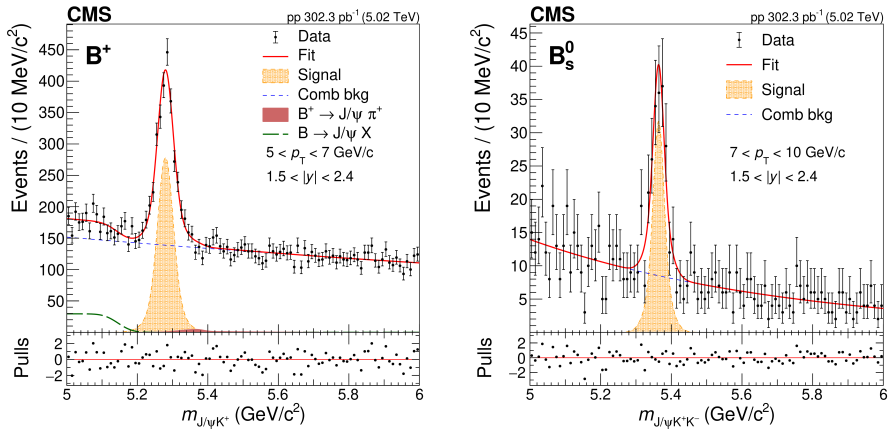 CMS
pp 302.3 pb⁻¹ (5.02 TeV)
B⁺
Data
Fit
Signal
Comb bkg
B⁺ → J/ψ π⁺
B → J/ψ X
5 < p_T < 7 GeV/c
1.5 < |y| < 2.4
Events / (10 MeV/c²)
450
400
350
300
250
200
150
100
50
Pulls
2
0
−2
5 5.2 5.4 5.6 5.8 6
m_J/ψK⁺ (GeV/c²)
CMS
pp 302.3 pb⁻¹ (5.02 TeV)
B_s⁰
Data
Fit
Signal
Comb bkg
7 < p_T < 10 GeV/c
1.5 < |y| < 2.4
Events / (10 MeV/c²)
45
40
35
30
25
20
15
10
5
0
Pulls
2
0
−2
5 5.2 5.4 5.6 5.8 6
m_J/ψK⁺K⁻ (GeV/c²)